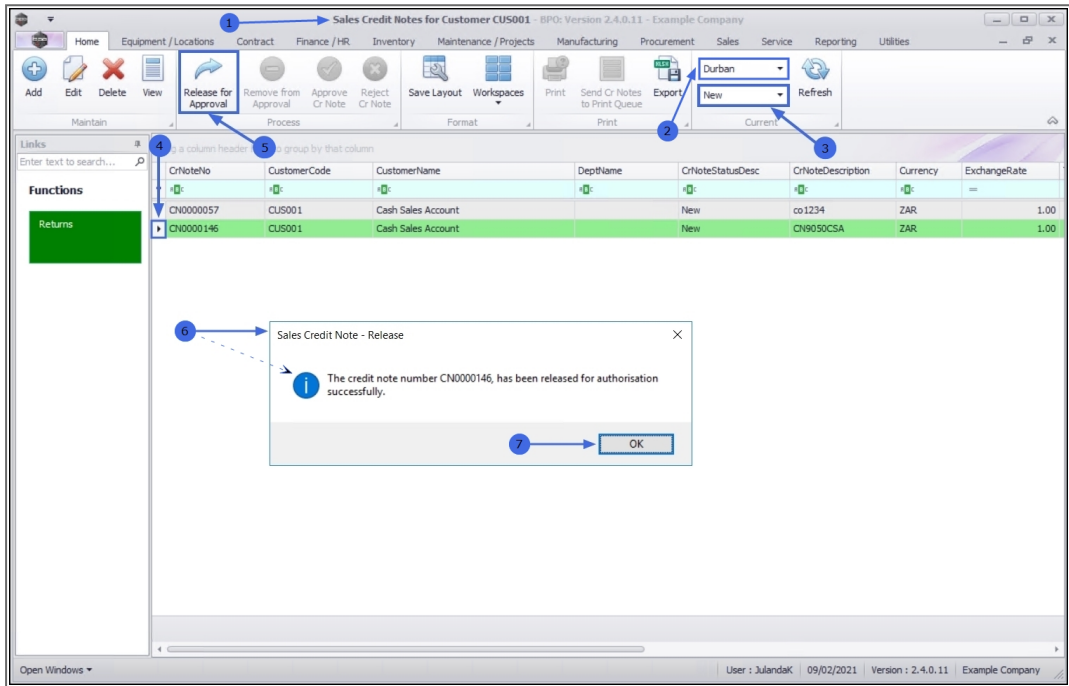 1
Sales Credit Notes for Customer CUS001 - BPO: Version 2.4.0.11 - Example Company
Home Equipment / Locations Contract Finance / HR Inventory Maintenance / Projects Manufacturing Procurement Sales Service Reporting Utilities
Add Edit Delete View Release for Approval Remove from Approval Approve Cr Note Reject Cr Note Save Layout Workspaces Print Send Cr Notes to Print Queue Export Durban New Refresh
Maintain Process Format Print Current
2
3
4
5
Links
Enter text to search...
Functions
Returns
a column header to group by that column
CrNoteNo CustomerCode CustomerName DeptName CrNoteStatusDesc CrNoteDescription Currency ExchangeRate
=
CN0000057 CUS001 Cash Sales Account New co1234 ZAR 1.00
CN0000146 CUS001 Cash Sales Account New CN9050CSA ZAR 1.00
6
Sales Credit Note - Release
The credit note number CN0000146, has been released for authorisation
successfully.
7
OK
Open Windows User : JulandaK 09/02/2021 Version : 2.4.0.11 Example Company